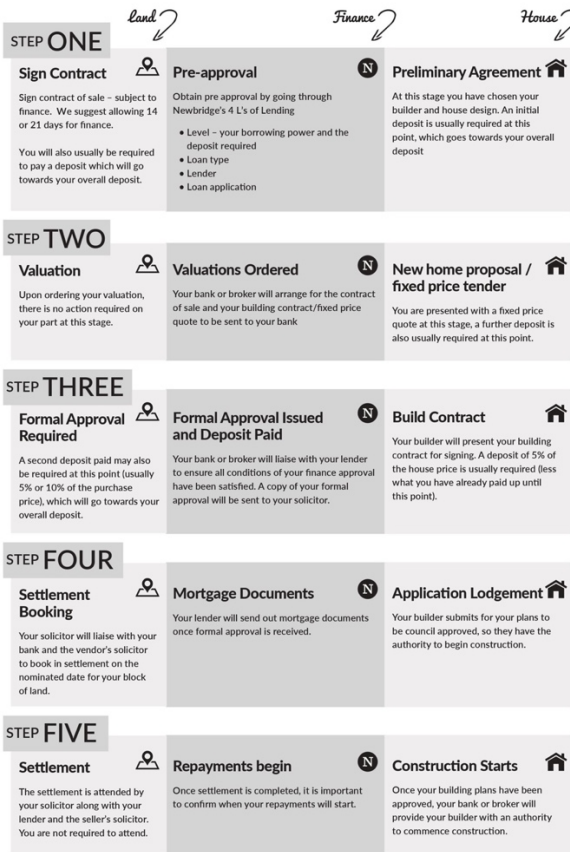 Land
Finance
House
STEP ONE
Sign Contract
Sign contract of sale – subject to
finance. We suggest allowing 14
or 21 days for finance.
You will also usually be required
to pay a deposit which will go
towards your overall deposit.
N
Pre-approval
Obtain pre approval by going through
Newbridge's 4 L's of Lending
• Level – your borrowing power and the
deposit required
• Loan type
• Lender
• Loan application
Preliminary Agreement
At this stage you have chosen your
builder and house design. An initial
deposit is usually required at this
point, which goes towards your overall
deposit
STEP TWO
Valuation
Upon ordering your valuation,
there is no action required on
your part at this stage.
N
Valuations Ordered
Your bank or broker will arrange for the contract
of sale and your building contract/fixed price
quote to be sent to your bank
New home proposal /
fixed price tender
You are presented with a fixed price
quote at this stage, a further deposit is
also usually required at this point.
STEP THREE
Formal Approval
Required
A second deposit paid may also
be required at this point (usually
5% or 10% of the purchase
price), which will go towards your
overall deposit.
N
Formal Approval Issued
and Deposit Paid
Your bank or broker will liaise with your lender
to ensure all conditions of your finance approval
have been satisfied. A copy of your formal
approval will be sent to your solicitor.
Build Contract
Your builder will present your building
contract for signing. A deposit of 5% of
the house price is usually required (less
what you have already paid up until
this point).
STEP FOUR
Settlement
Booking
Your solicitor will liaise with your
bank and the vendor's solicitor
to book in settlement on the
nominated date for your block
of land.
N
Mortgage Documents
Your lender will send out mortgage documents
once formal approval is received.
Application Lodgement
Your builder submits for your plans to
be council approved, so they have the
authority to begin construction.
STEP FIVE
Settlement
The settlement is attended by
your solicitor along with your
lender and the seller's solicitor.
You are not required to attend.
N
Repayments begin
Once settlement is completed, it is important
to confirm when your repayments will start.
Construction Starts
Once your building plans have been
approved, your bank or broker will
provide your builder with an authority
to commence construction.